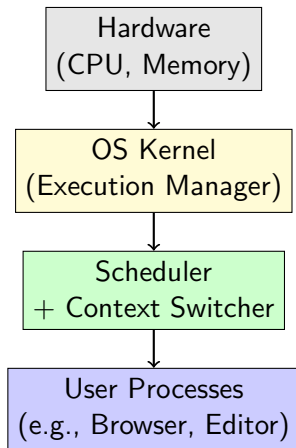 Hardware
(CPU, Memory)
OS Kernel
(Execution Manager)
Scheduler
+ Context Switcher
User Processes
(e.g., Browser, Editor)